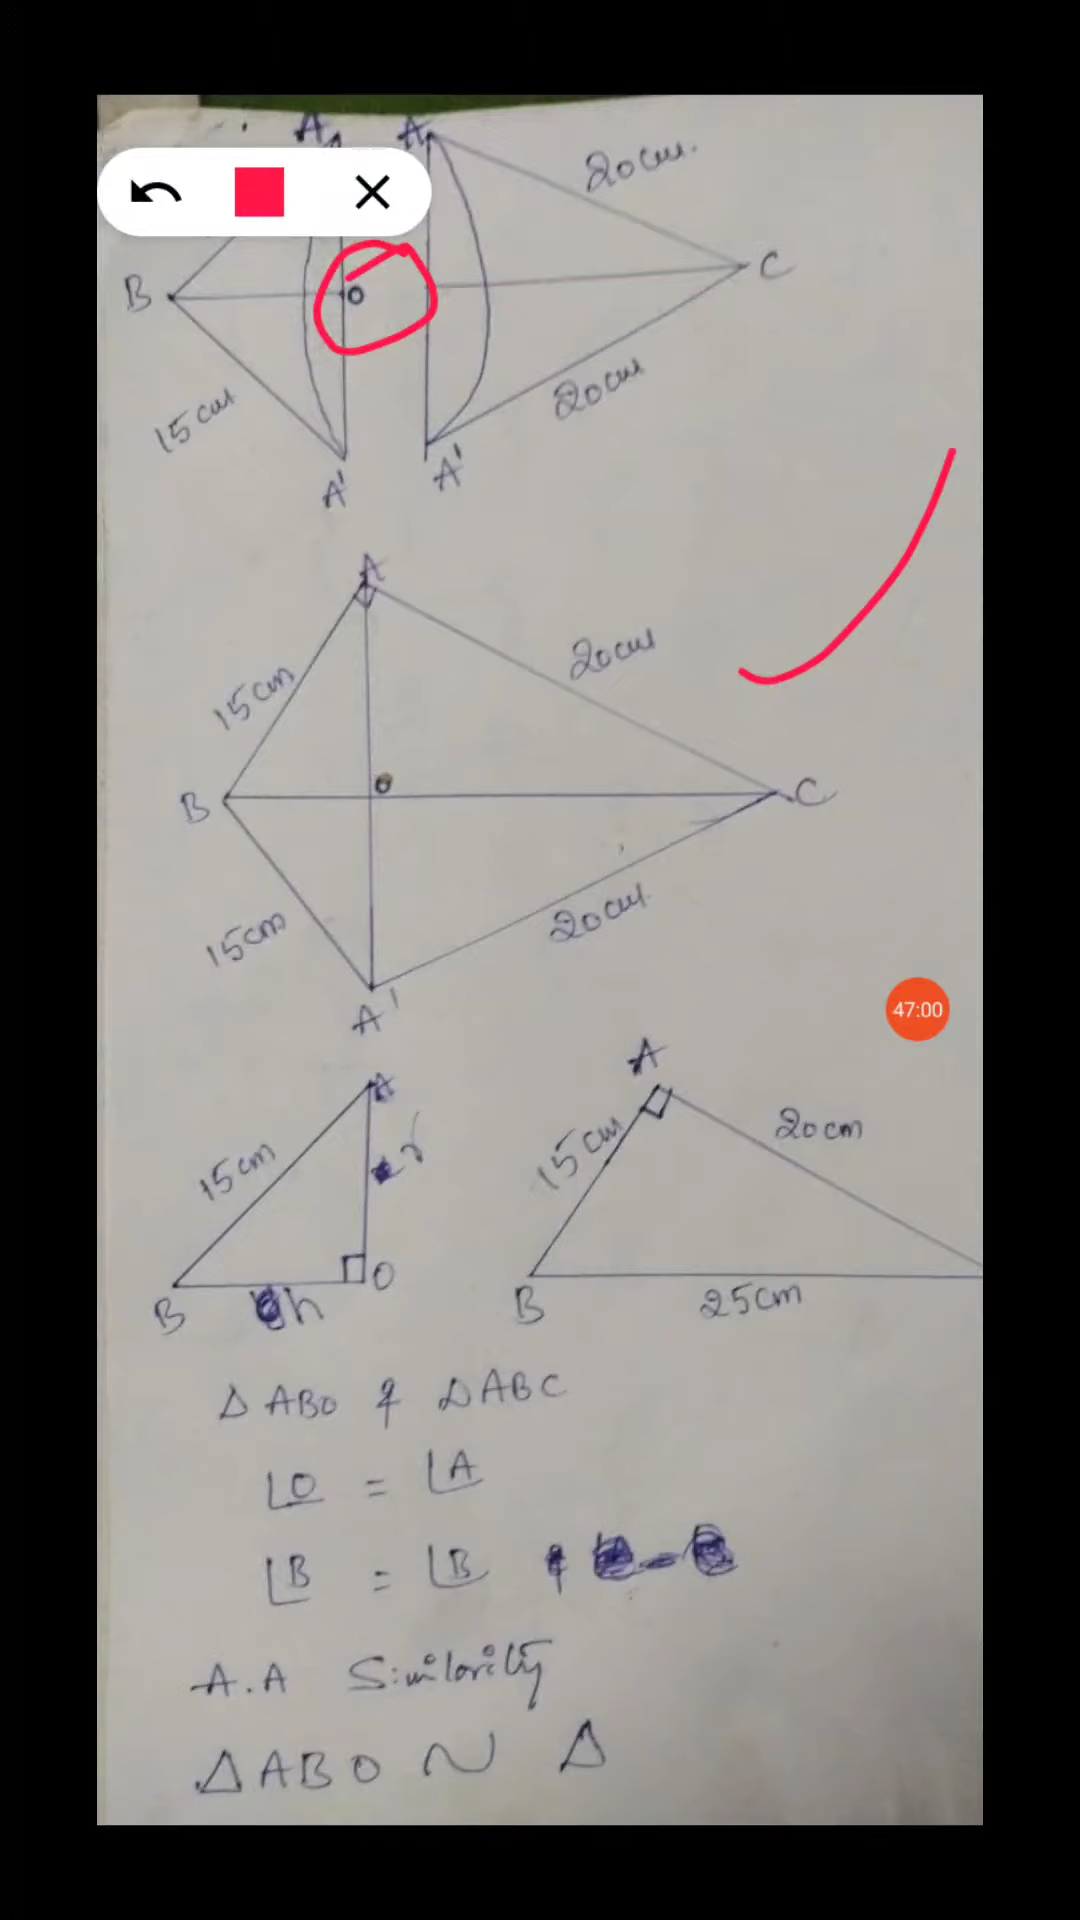 A A 20cm.
B O C
15cm 20cm
A' A'
A
15cm 20cm
B O C
15cm 20cm.
A'
47:00
A A
15cm r 15cm 20cm
B h O B 25cm
Δ ABO & Δ ABC
∠O = ∠A
∠B = ∠B
A.A Similarity
Δ ABO ~ Δ